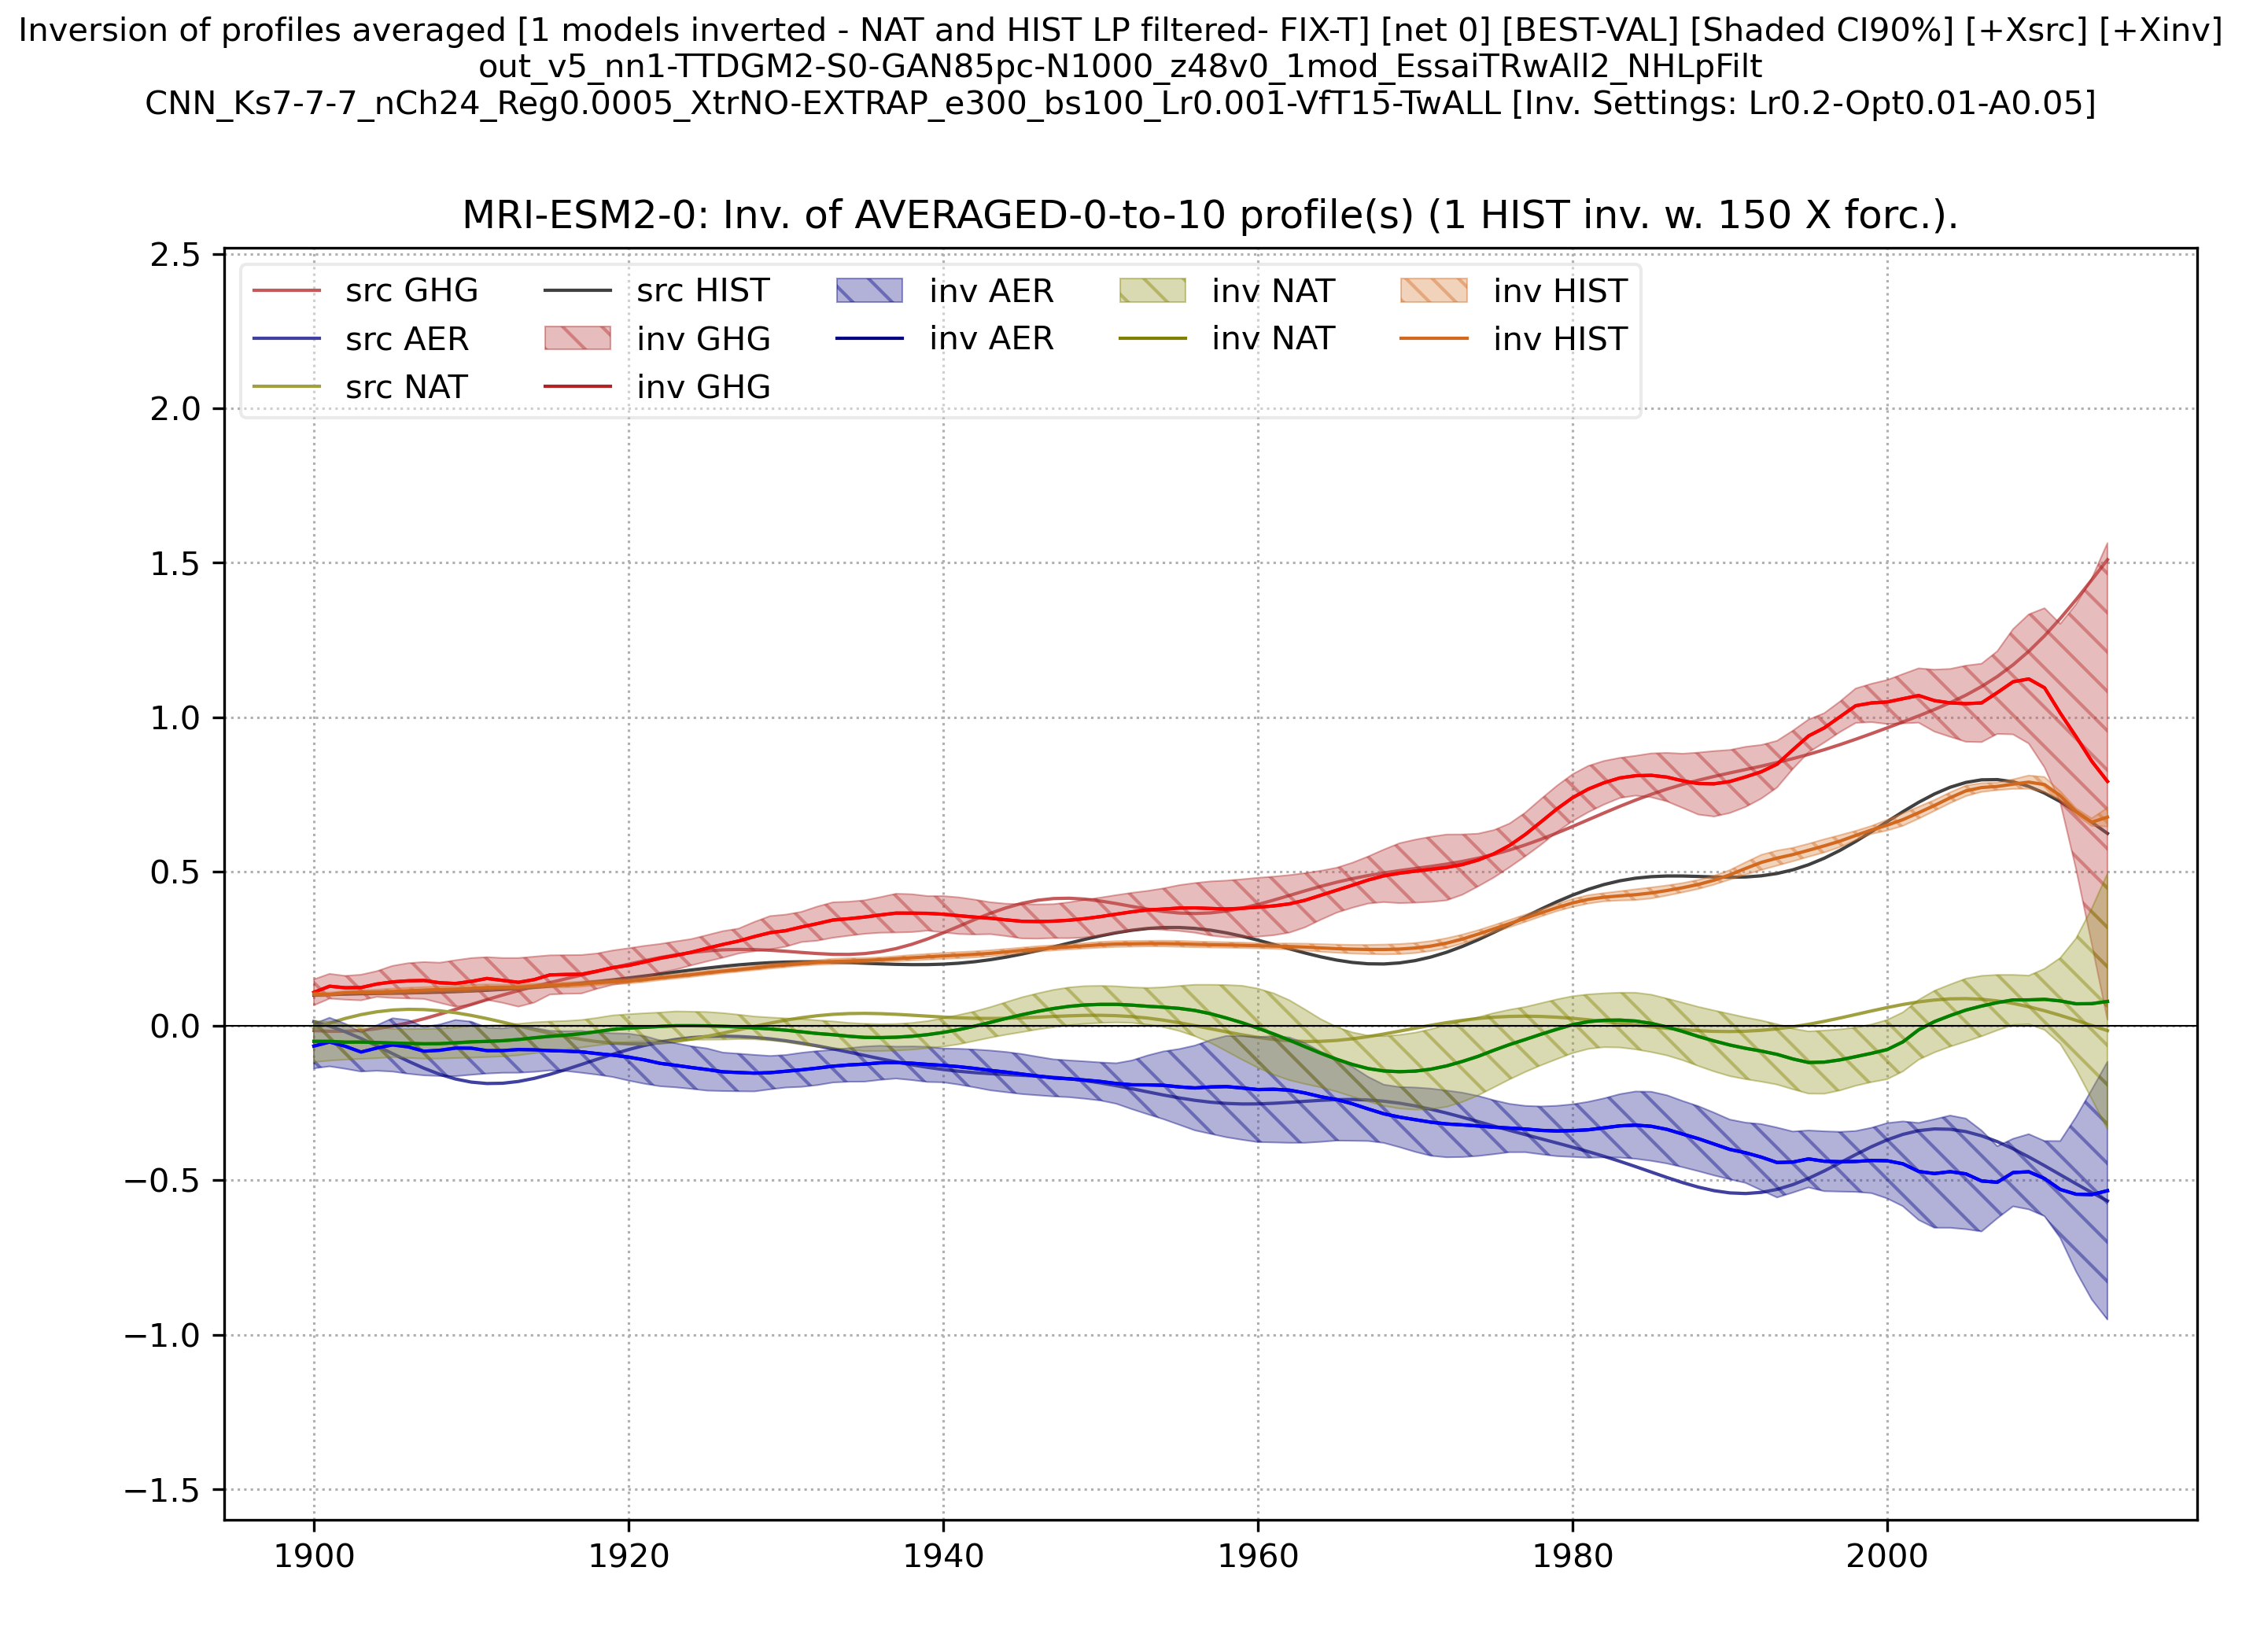 Inversion of profiles averaged [1 models inverted - NAT and HIST LP filtered- FIX-T] [net 0] [BEST-VAL] [Shaded CI90%] [+Xsrc] [+Xinv]
out_v5_nn1-TTDGM2-S0-GAN85pc-N1000_z48v0_1mod_EssaiTRwAll2_NHLpFilt
CNN_Ks7-7-7_nCh24_Reg0.0005_XtrNO-EXTRAP_e300_bs100_Lr0.001-VfT15-TwALL [Inv. Settings: Lr0.2-Opt0.01-A0.05]
MRI-ESM2-0: Inv. of AVERAGED-0-to-10 profile(s) (1 HIST inv. w. 150 X forc.).
src GHG
src AER
src NAT
src HIST
inv GHG
inv GHG
inv AER
inv AER
inv NAT
inv NAT
inv HIST
inv HIST
2.5
2.0
1.5
1.0
0.5
0.0
−0.5
−1.0
−1.5
1900 1920 1940 1960 1980 2000